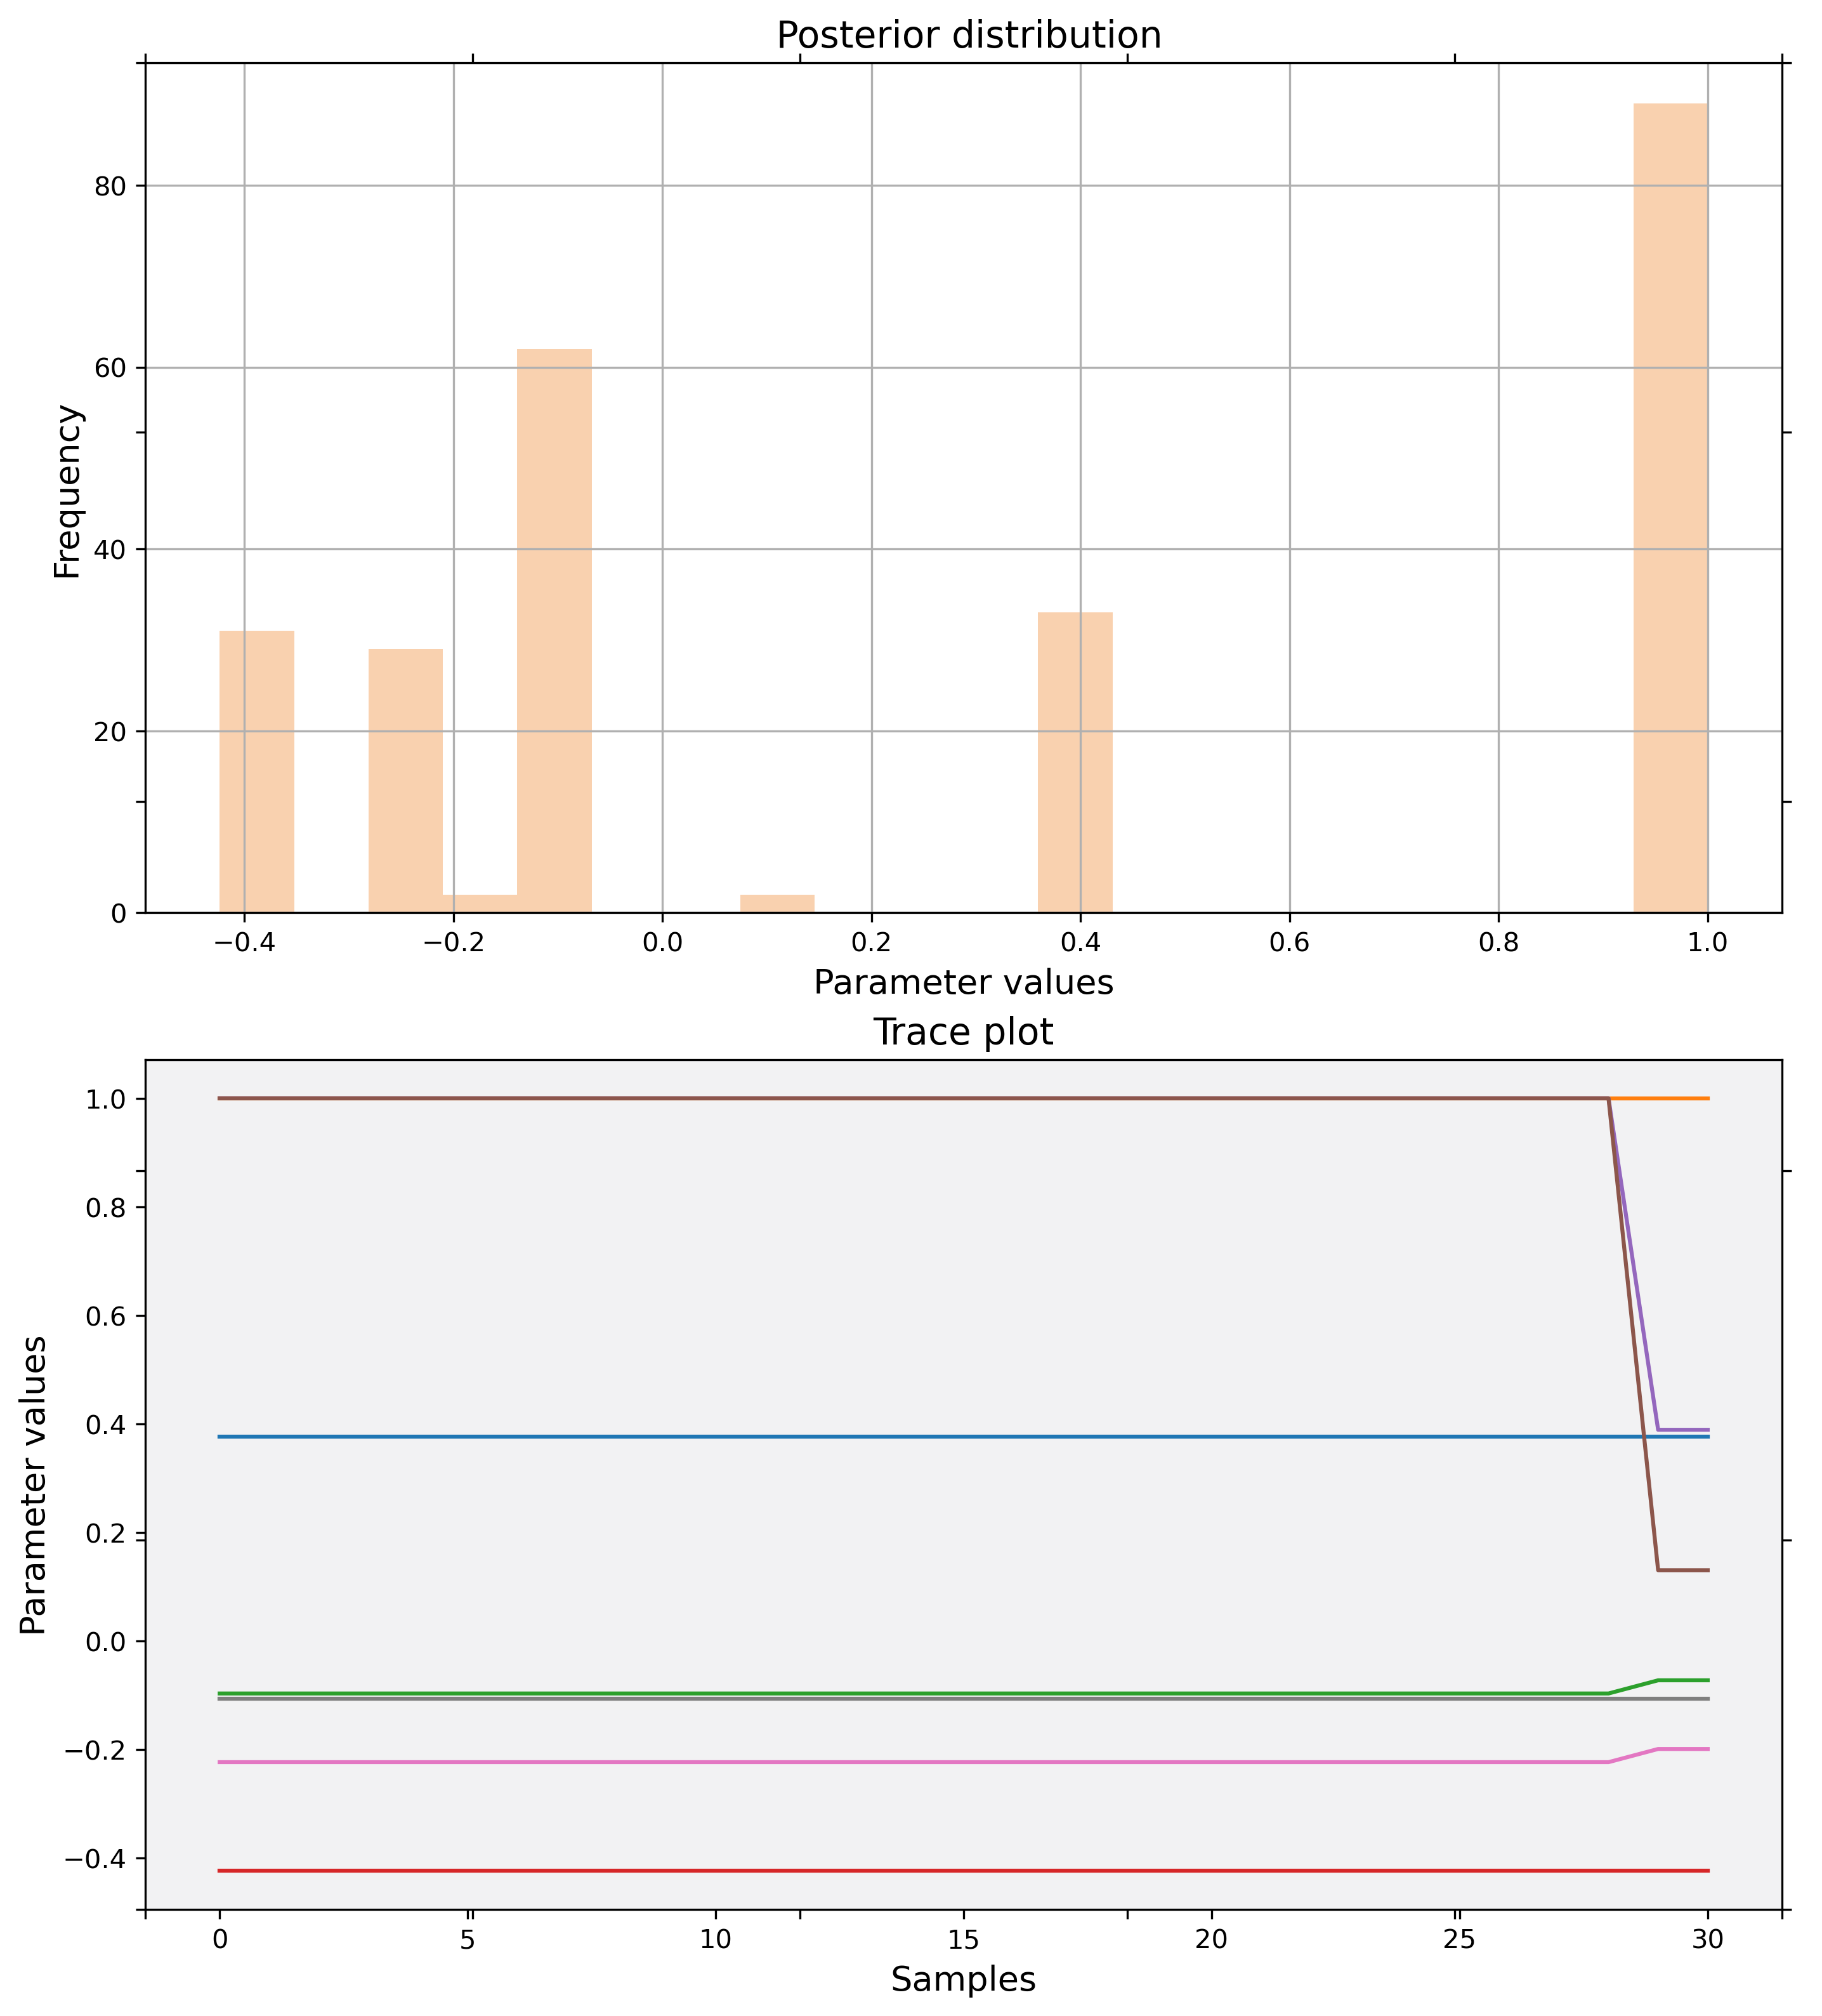 Posterior distribution
Frequency
80
60
40
20
0
−0.4 −0.2 0.0 0.2 0.4 0.6 0.8 1.0
Parameter values
Trace plot
Parameter values
1.0
0.8
0.6
0.4
0.2
0.0
−0.2
−0.4
0 5 10 15 20 25 30
Samples